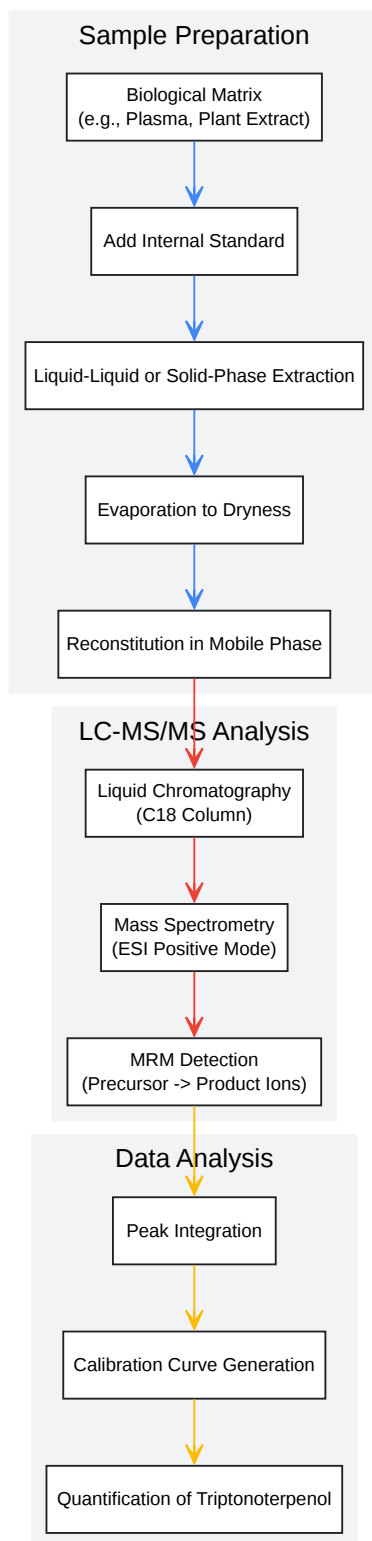 Sample Preparation
Biological Matrix
(e.g., Plasma, Plant Extract)
Add Internal Standard
Liquid-Liquid or Solid-Phase Extraction
Evaporation to Dryness
Reconstitution in Mobile Phase
LC-MS/MS Analysis
Liquid Chromatography
(C18 Column)
Mass Spectrometry
(ESI Positive Mode)
MRM Detection
(Precursor -> Product Ions)
Data Analysis
Peak Integration
Calibration Curve Generation
Quantification of Triptonoterpenol